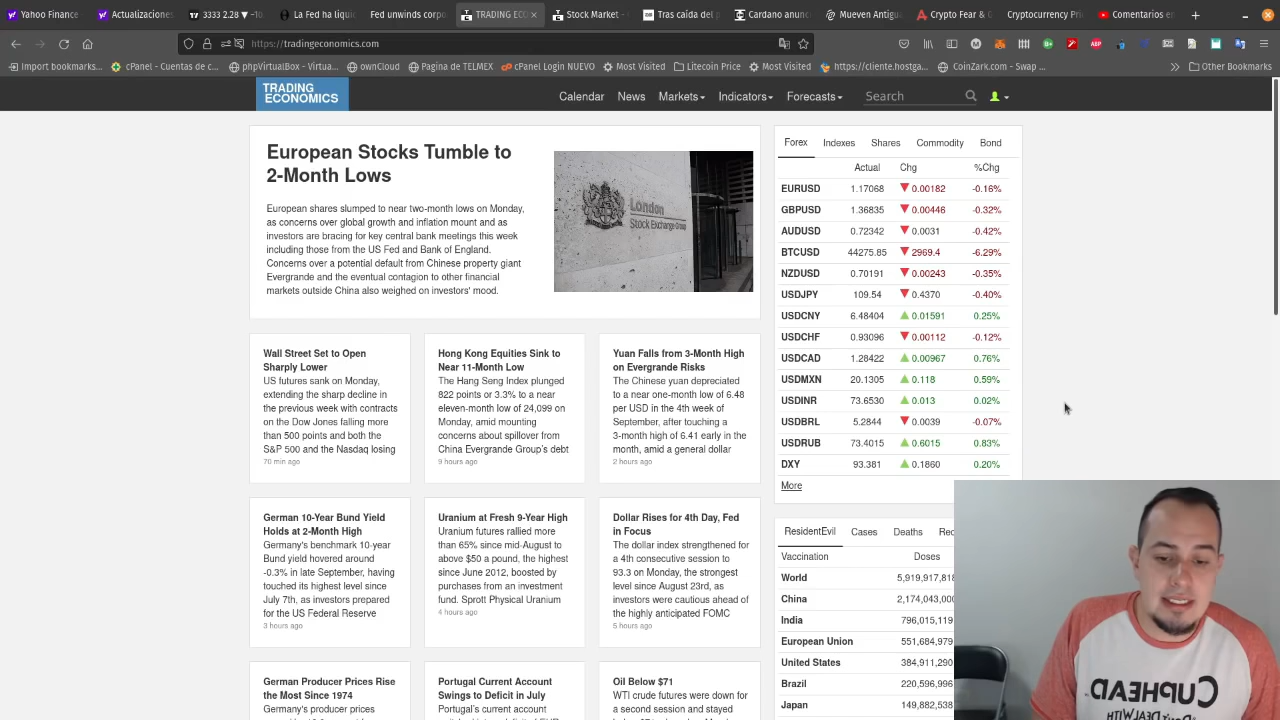 Yahoo Finance
Actualizaciones
3333 2.28 ▼ −10.
La Fed ha liquid
Fed unwinds corpo
TRADING ECO
Stock Market -
Tras caída del p
Cardano anunc
Mueven Antigu
Crypto Fear & G
Cryptocurrency Pri
Comentarios e
https://tradingeconomics.com
Import bookmarks...
cPanel - Cuentas de c...
phpVirtualBox - Virtua...
ownCloud
Pagina de TELMEX
cPanel Login NUEVO
Most Visited
Litecoin Price
Most Visited
https://cliente.hostga...
CoinZark.com - Swap ...
Other Bookmarks
TRADING
ECONOMICS
Calendar News Markets Indicators Forecasts Search
European Stocks Tumble to
2-Month Lows
European shares slumped to near two-month lows on Monday,
as concerns over global growth and inflation mount and as
investors are bracing for key central bank meetings this week
including those from the US Fed and Bank of England.
Concerns over a potential default from Chinese property giant
Evergrande and the eventual contagion to other financial
markets outside China also weighed on investors' mood.
London
Stock Exchange Group
Wall Street Set to Open
Sharply Lower
US futures sank on Monday,
extending the sharp decline in
the previous week with contracts
on the Dow Jones falling more
than 500 points and both the
S&P 500 and the Nasdaq losing
70 min ago
Hong Kong Equities Sink to
Near 11-Month Low
The Hang Seng Index plunged
822 points or 3.3% to a near
eleven-month low of 24,099 on
Monday, amid mounting
concerns about spillover from
China Evergrande Group's debt
9 hours ago
Yuan Falls from 3-Month High
on Evergrande Risks
The Chinese yuan depreciated
to a near one-month low of 6.48
per USD in the 4th week of
September, after touching a
3-month high of 6.41 early in the
month, amid a general dollar
2 hours ago
German 10-Year Bund Yield
Holds at 2-Month High
Germany's benchmark 10-year
Bund yield hovered around
-0.3% in late September, having
touched its highest level since
July 7th, as investors prepared
for the US Federal Reserve
3 hours ago
Uranium at Fresh 9-Year High
Uranium futures rallied more
than 65% since mid-August to
above $50 a pound, the highest
since June 2012, boosted by
purchases from an investment
fund. Sprott Physical Uranium
4 hours ago
Dollar Rises for 4th Day, Fed
in Focus
The dollar index strengthened for
a 4th consecutive session to
93.3 on Monday, the strongest
level since August 23rd, as
investors were cautious ahead of
the highly anticipated FOMC
5 hours ago
German Producer Prices Rise
the Most Since 1974
Germany's producer prices
Portugal Current Account
Swings to Deficit in July
Portugal's current account
Oil Below $71
WTI crude futures were down for
a second session and stayed
Forex Indexes Shares Commodity Bond
Actual Chg %Chg
EURUSD 1.17068 0.00182 -0.16%
GBPUSD 1.36835 0.00446 -0.32%
AUDUSD 0.72342 0.0031 -0.42%
BTCUSD 44275.85 2969.4 -6.29%
NZDUSD 0.70191 0.00243 -0.35%
USDJPY 109.54 0.4370 -0.40%
USDCNY 6.48404 0.01591 0.25%
USDCHF 0.93096 0.00112 -0.12%
USDCAD 1.28422 0.00967 0.76%
USDMXN 20.1305 0.118 0.59%
USDINR 73.6530 0.013 0.02%
USDBRL 5.2844 0.0039 -0.07%
USDRUB 73.4015 0.6015 0.83%
DXY 93.381 0.1860 0.20%
More
ResidentEvil Cases Deaths Rec
Vaccination Doses
World 5,919,917,818
China 2,174,043,000
India 796,015,119
European Union 551,684,979
United States 384,911,290
Brazil 220,596,996
Japan 149,882,538
CUPHEAD
"DON'T DEAL WITH